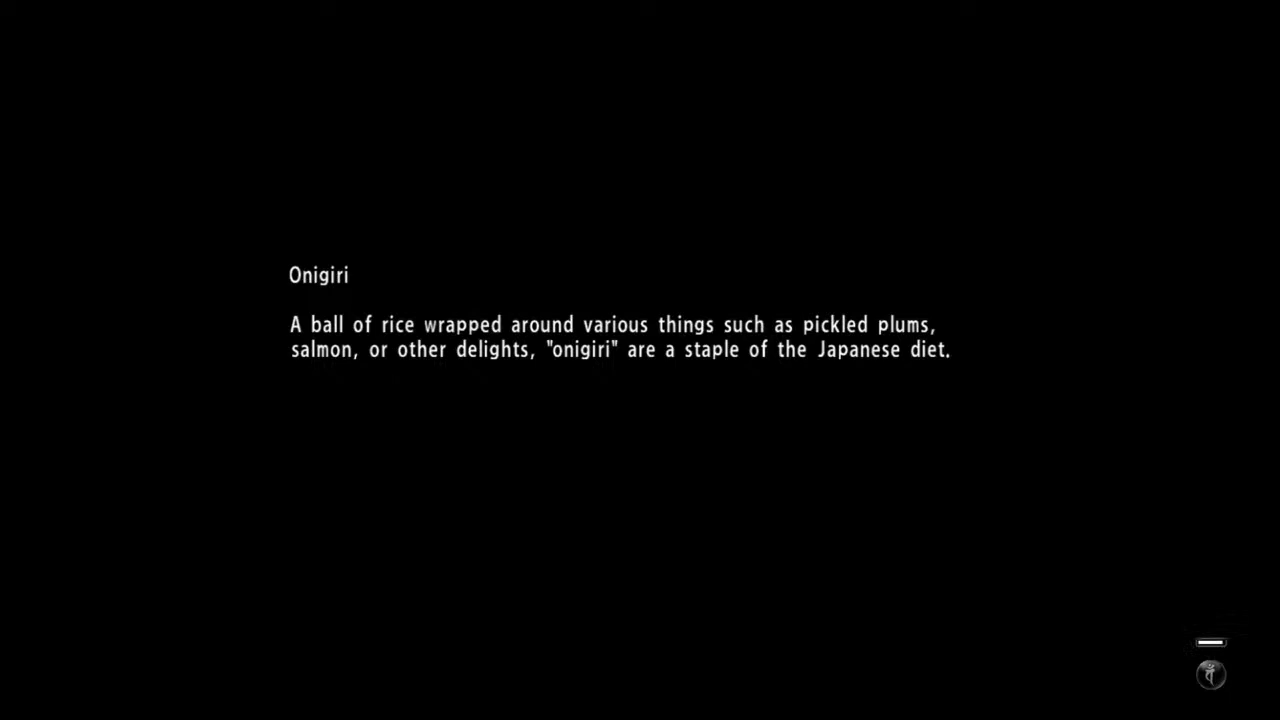 Onigiri
A ball of rice wrapped around various things such as pickled plums,
salmon, or other delights, "onigiri" are a staple of the Japanese diet.